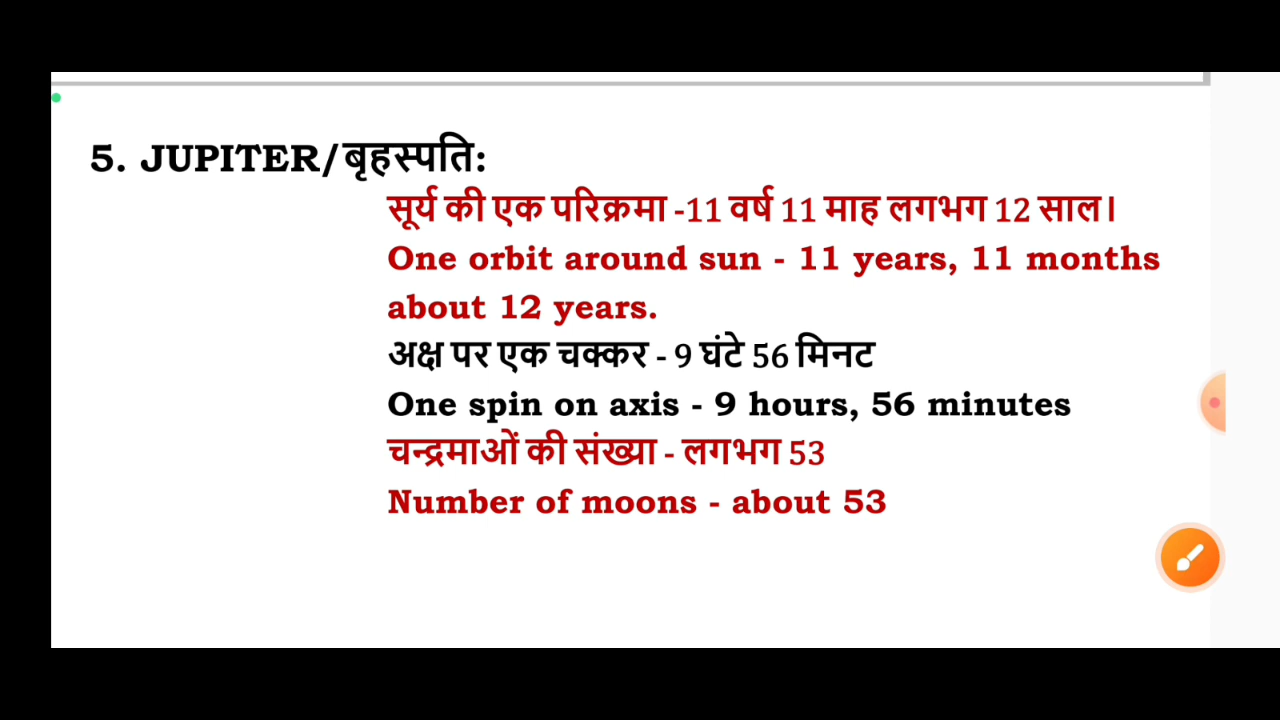 5. JUPITER/बृहस्पति:
सूर्य की एक परिक्रमा -11 वर्ष 11 माह लगभग 12 साल।
One orbit around sun - 11 years, 11 months
about 12 years.
अक्ष पर एक चक्कर - 9 घंटे 56 मिनट
One spin on axis - 9 hours, 56 minutes
चन्द्रमाओं की संख्या - लगभग 53
Number of moons - about 53